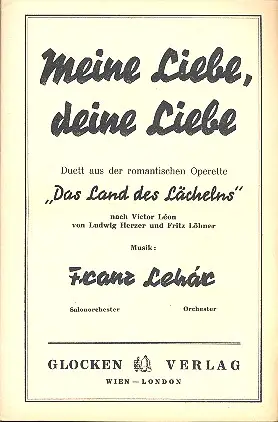 Meine Liebe,
deine Liebe
Duett aus der romantischen Operette
„Das Land des Lächelns“
nach Victor Léon
von Ludwig Herzer und Fritz Löhner
Musik:
Franz Lehár
Salonorchester Orchester
GLOCKEN VERLAG
WIEN—LONDON